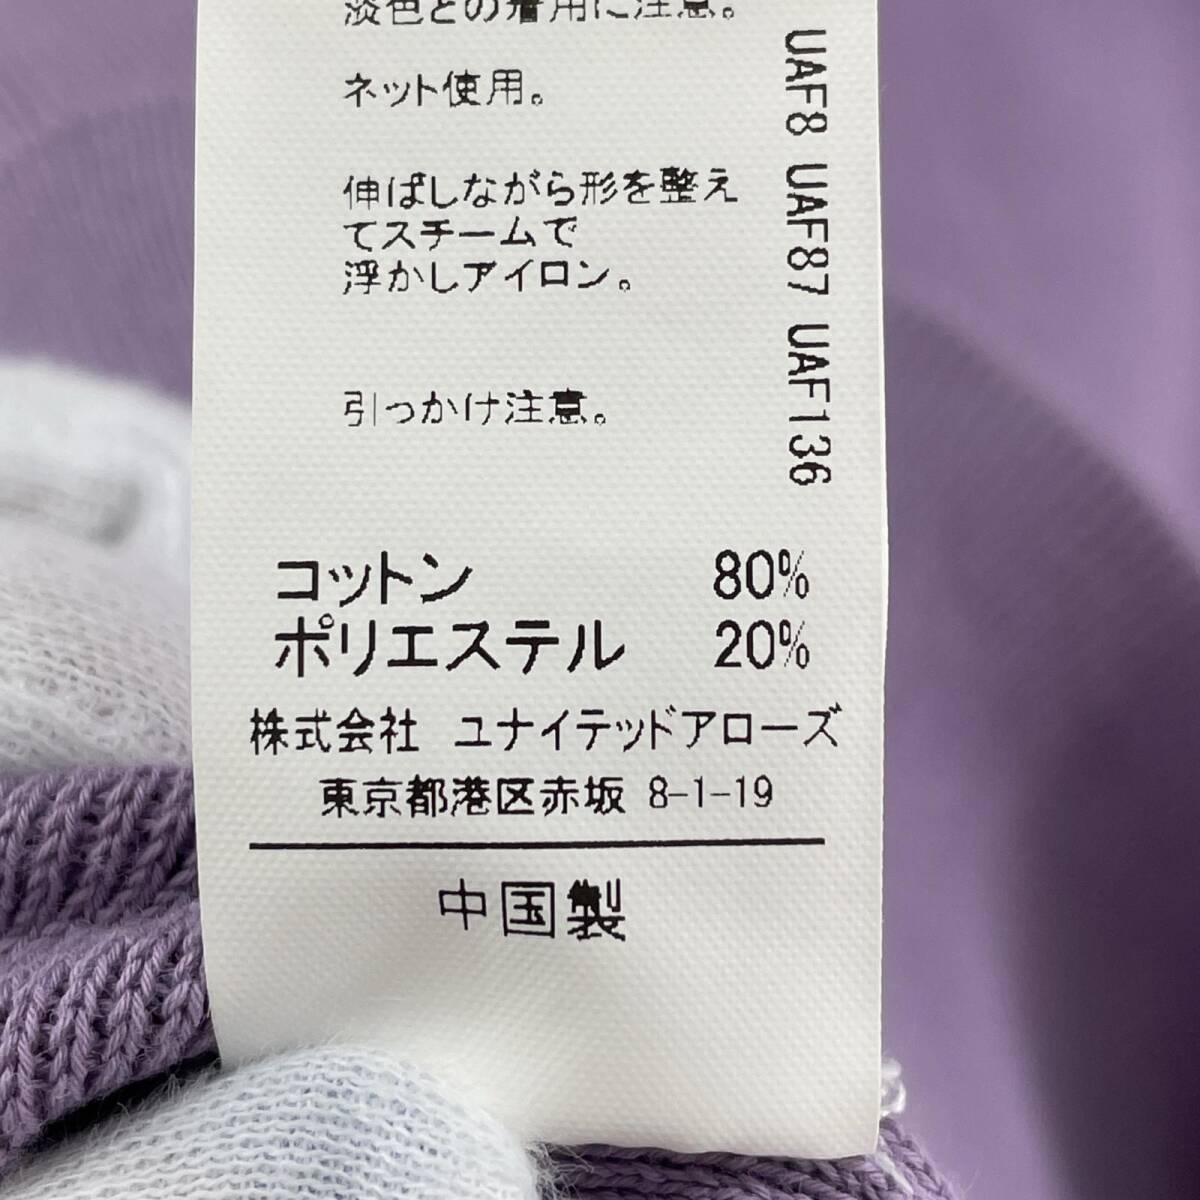 淡色との着用に注意。
ネット使用。
伸ばしながら形を整え
てスチームで
浮かしアイロン。
引っかけ注意。
コットン 80%
ポリエステル 20%
株式会社 ユナイテッドアローズ
東京都港区赤坂 8-1-19
中国製
UAF8 UAF87 UAF136